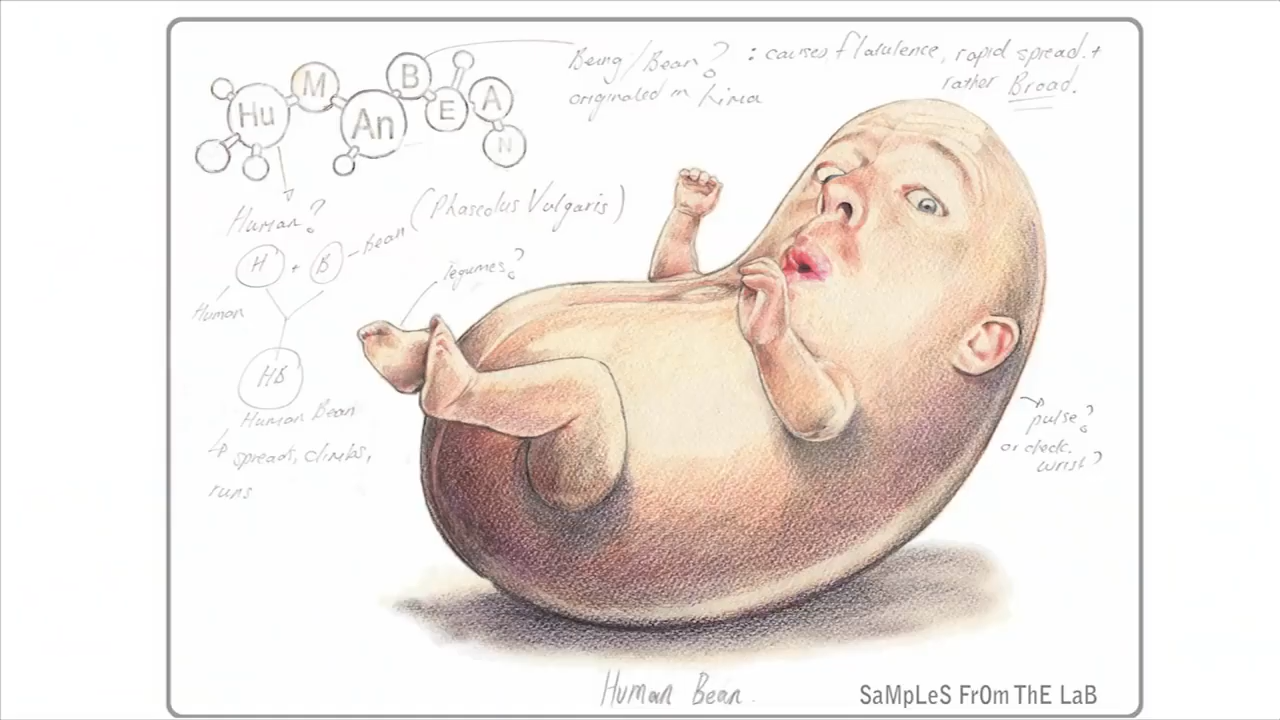 Hu M An B E A N
Being/Bean? : causes flatulence, rapid spread. +
originated in Lima
rather Broad.
Human?
H + B - Bean (Phaseolus Vulgaris)
Human
HB
Human Bean
spreads, climbs,
runs
legumes?
pulse?
or check.
wrist?
Human Bean.
SaMpLeS FrOm ThE LaB